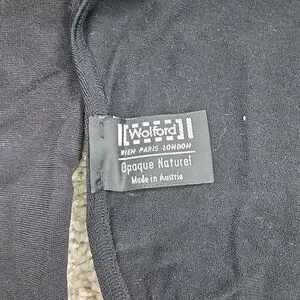 Wolford
WIEN PARIS LONDON
Opaque Naturel
Made in Austria